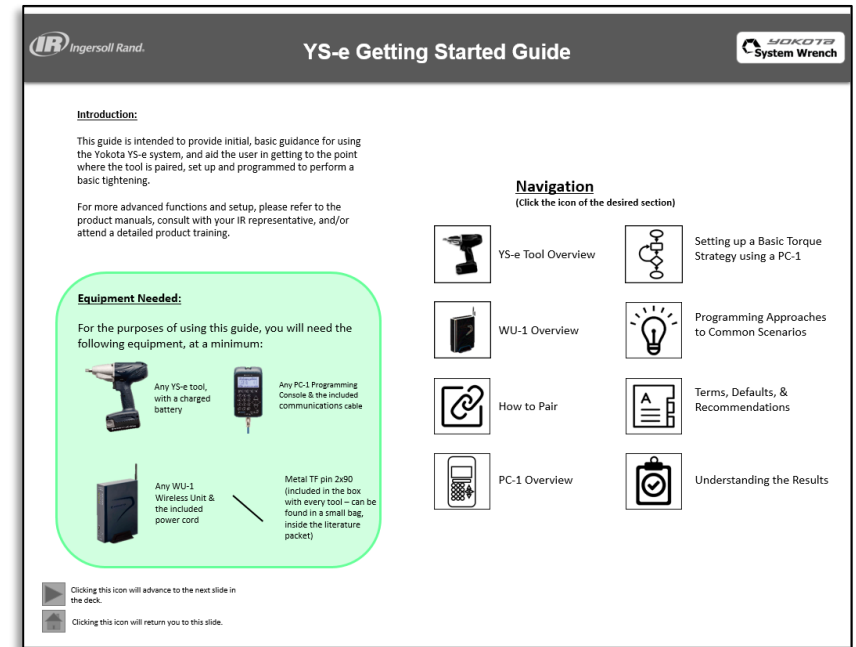 IR Ingersoll Rand.
YS-e Getting Started Guide
YOKOTA
System Wrench
Introduction:
This guide is intended to provide initial, basic guidance for using
the Yokota YS-e system, and aid the user in getting to the point
where the tool is paired, set up and programmed to perform a
basic tightening.
For more advanced functions and setup, please refer to the
product manuals, consult with your IR representative, and/or
attend a detailed product training.
Equipment Needed:
For the purposes of using this guide, you will need the
following equipment, at a minimum:
Any YS-e tool,
with a charged
battery
Any PC-1 Programming
Console & the included
communications cable
Any WU-1
Wireless Unit &
the included
power cord
Metal TF pin 2x90
(included in the box
with every tool – can be
found in a small bag,
inside the literature
packet)
Clicking this icon will advance to the next slide in
the deck.
Clicking this icon will return you to this slide.
Navigation
(Click the icon of the desired section)
YS-e Tool Overview
WU-1 Overview
How to Pair
PC-1 Overview
Setting up a Basic Torque
Strategy using a PC-1
Programming Approaches
to Common Scenarios
A
Terms, Defaults, &
Recommendations
Understanding the Results